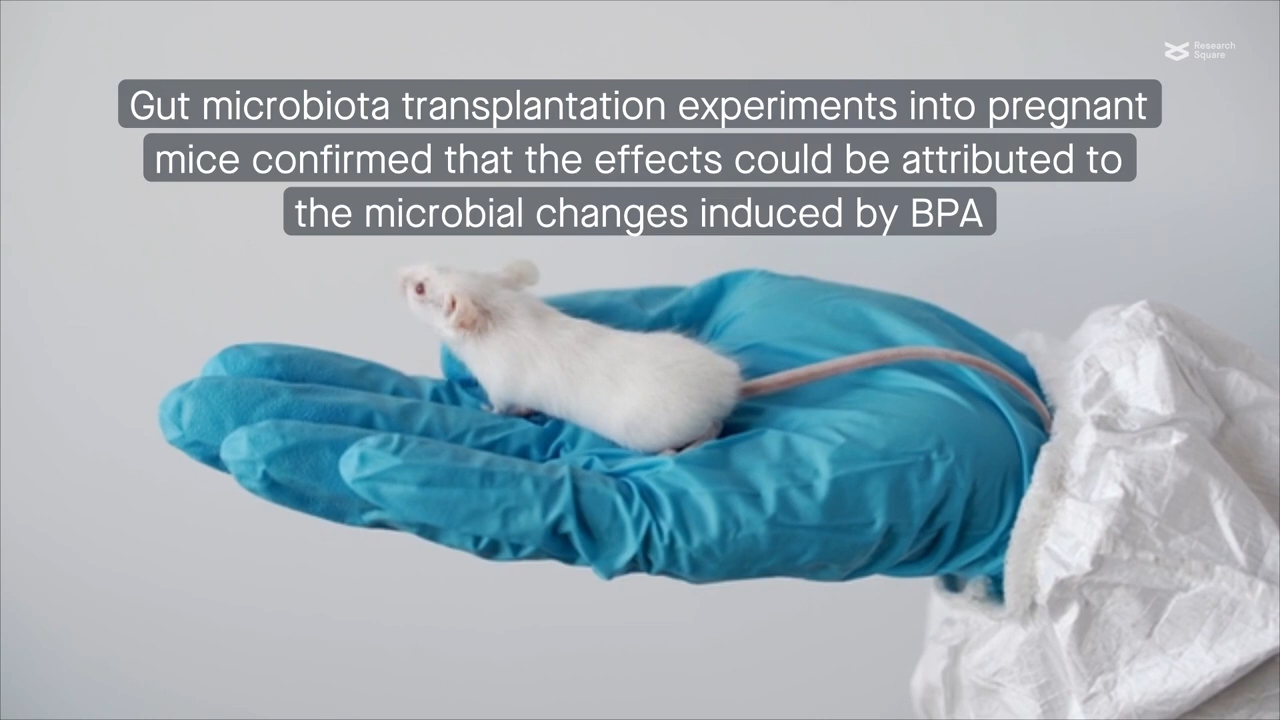 Research
Square
Gut microbiota transplantation experiments into pregnant
mice confirmed that the effects could be attributed to
the microbial changes induced by BPA